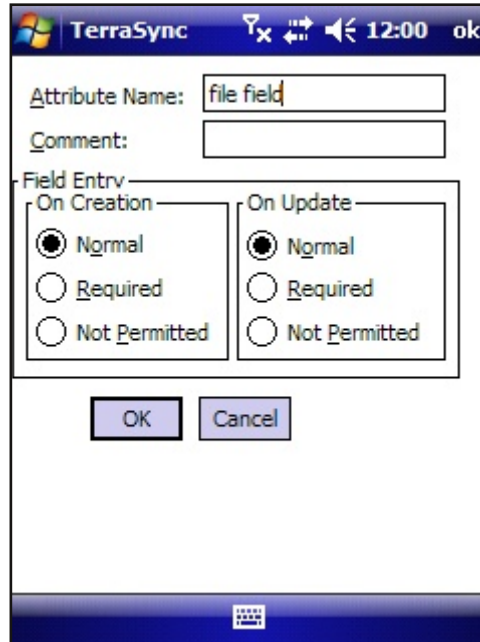 TerraSync 12:00 ok
Attribute Name: file field
Comment:
Field Entry
On Creation On Update
Normal Normal
Required Required
Not Permitted Not Permitted
OK Cancel